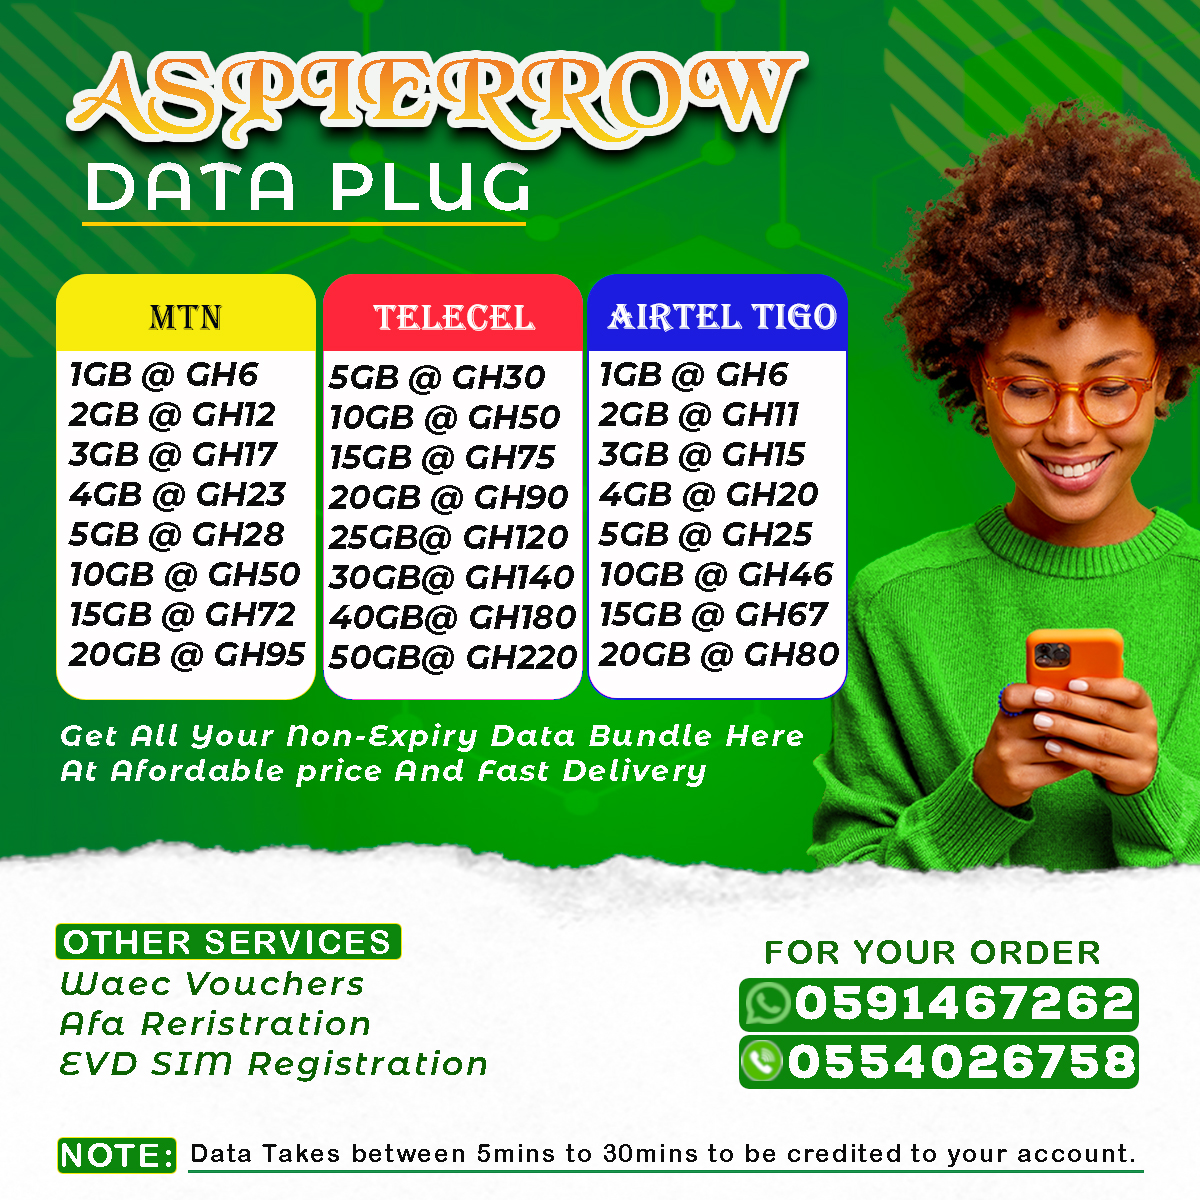 ASPIERROW
DATA PLUG
MTN
1GB @ GH6
2GB @ GH12
3GB @ GH17
4GB @ GH23
5GB @ GH28
10GB @ GH50
15GB @ GH72
20GB @ GH95
TELECEL
5GB @ GH30
10GB @ GH50
15GB @ GH75
20GB @ GH90
25GB@ GH120
30GB@ GH140
40GB@ GH180
50GB@ GH220
AIRTEL TIGO
1GB @ GH6
2GB @ GH11
3GB @ GH15
4GB @ GH20
5GB @ GH25
10GB @ GH46
15GB @ GH67
20GB @ GH80
Get All Your Non-Expiry Data Bundle Here
At Afordable price And Fast Delivery
OTHER SERVICES
Waec Vouchers
Afa Reristration
EVD SIM Registration
FOR YOUR ORDER
0591467262
0554026758
NOTE: Data Takes between 5mins to 30mins to be credited to your account.